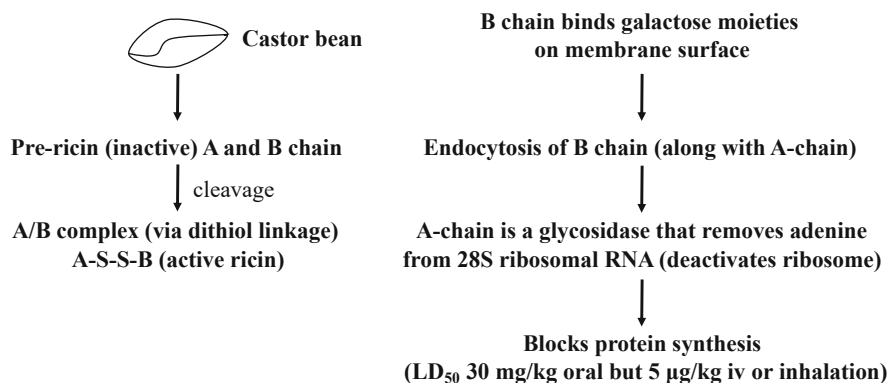 Castor bean
Pre-ricin (inactive) A and B chain
cleavage
A/B complex (via dithiol linkage)
A-S-S-B (active ricin)
B chain binds galactose moieties
on membrane surface
Endocytosis of B chain (along with A-chain)
A-chain is a glycosidase that removes adenine
from 28S ribosomal RNA (deactivates ribosome)
Blocks protein synthesis
(LD₅₀ 30 mg/kg oral but 5 μg/kg iv or inhalation)